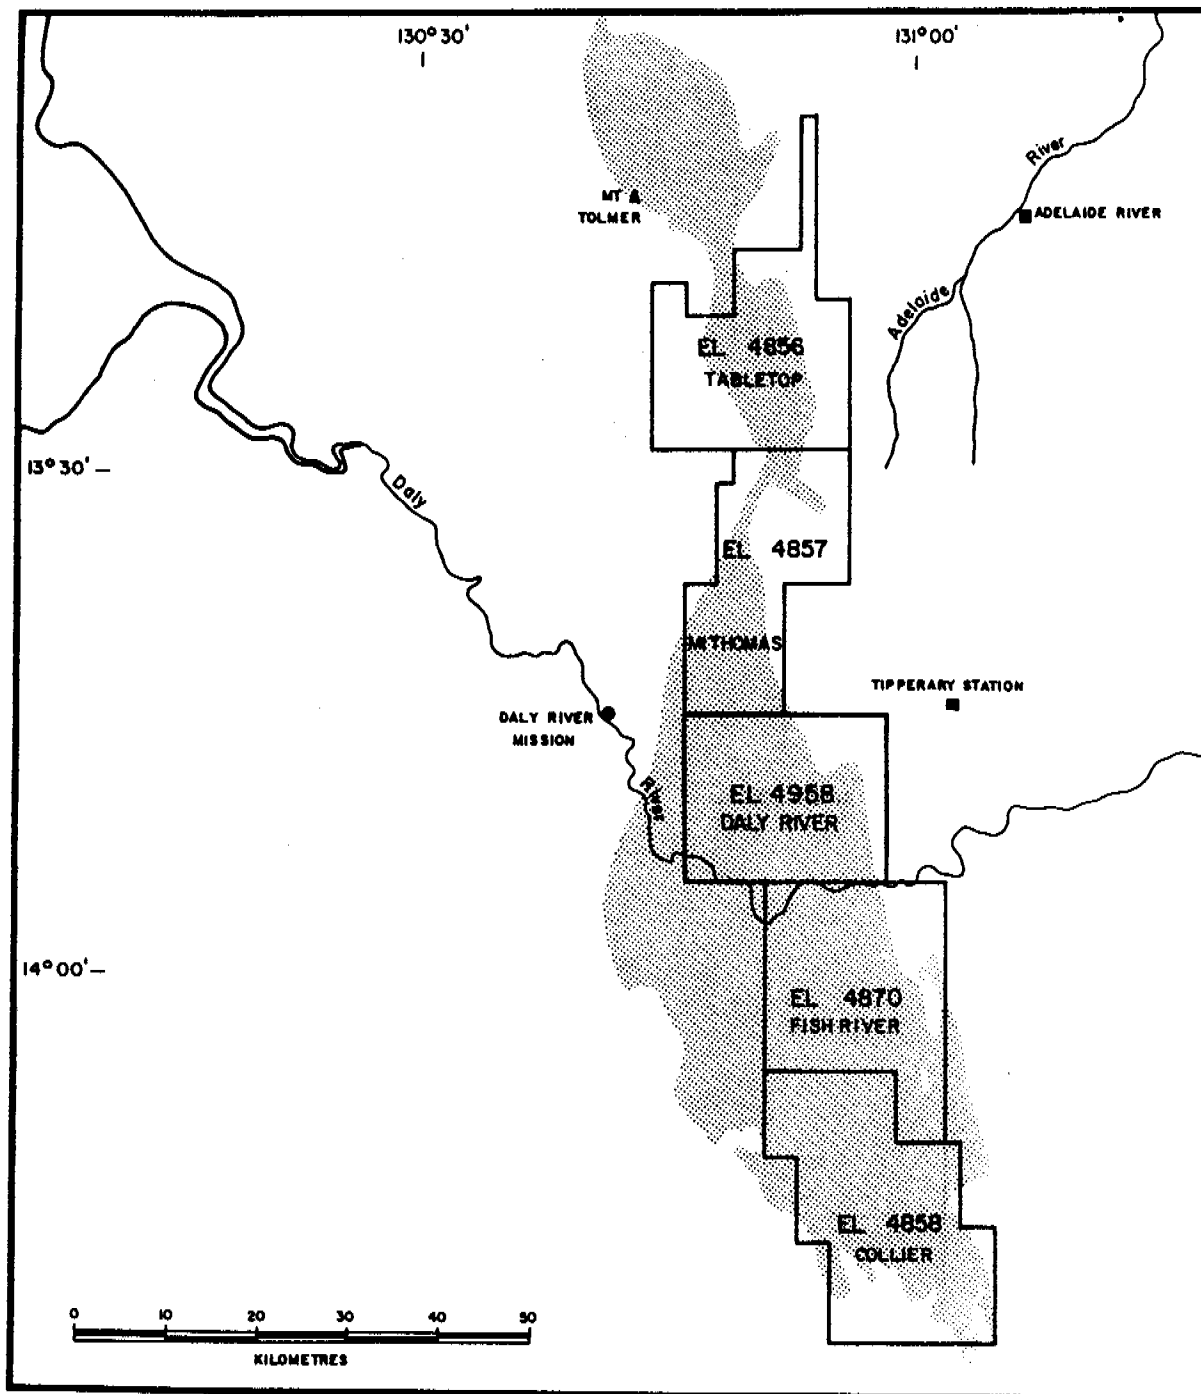 130° 30'
131° 00'
MT
TOLMER
River
ADELAIDE RIVER
Adelaide
EL 4856
TABLETOP
13° 30'
Daly
EL 4857
MT THOMAS
TIPPERARY STATION
DALY RIVER
MISSION
River
EL 4958
DALY RIVER
14° 00'
EL 4870
FISH RIVER
EL 4858
COLLIER
0 10 20 30 40 50
KILOMETRES